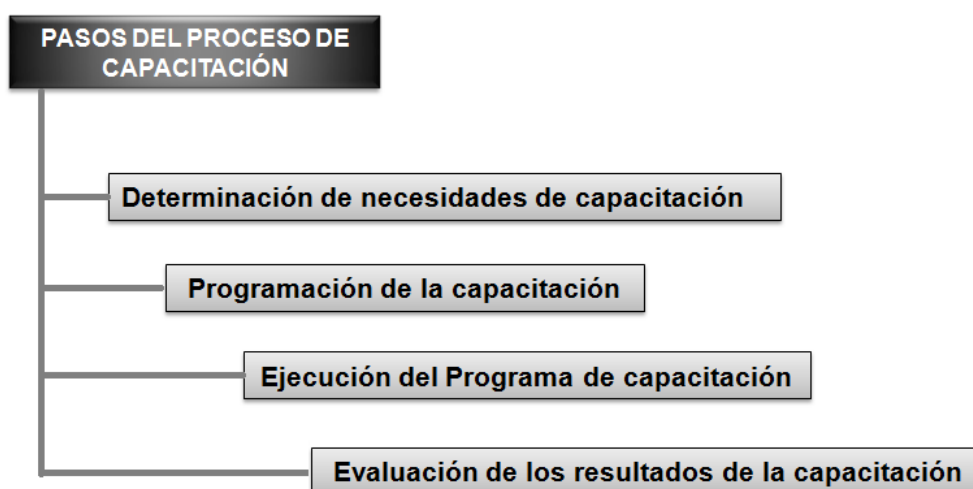 PASOS DEL PROCESO DE
CAPACITACIÓN
Determinación de necesidades de capacitación
Programación de la capacitación
Ejecución del Programa de capacitación
Evaluación de los resultados de la capacitación